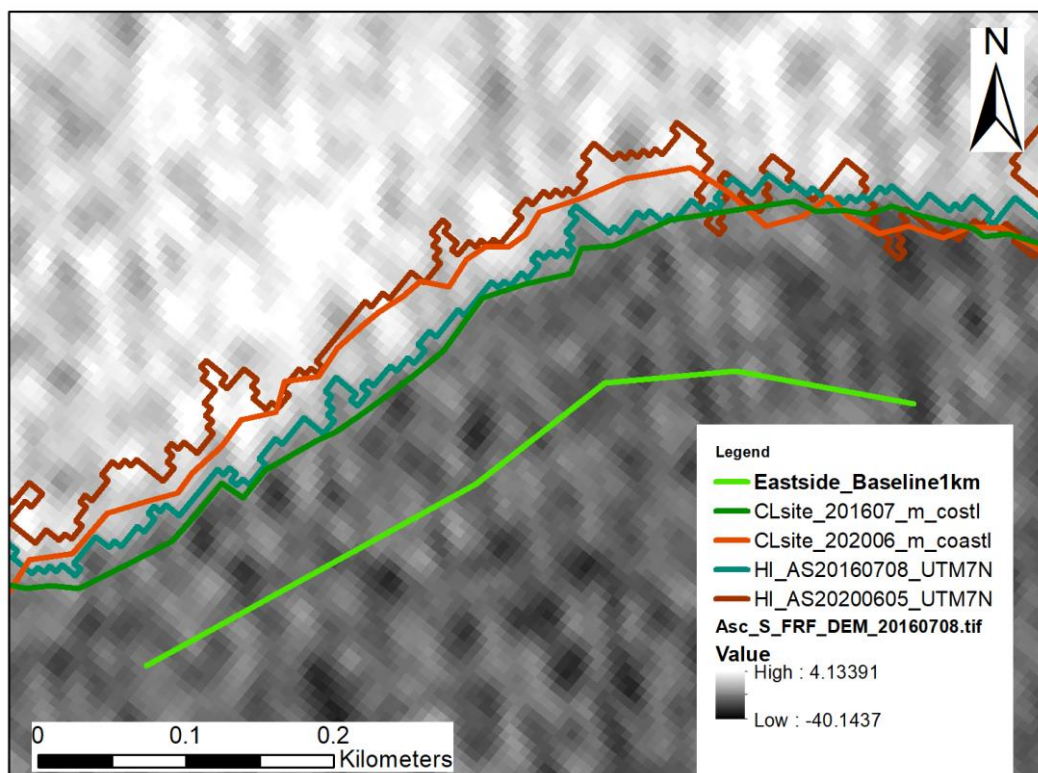 N
Legend
Eastside_Baseline1km
CLsite_201607_m_costl
CLsite_202006_m_coastl
HI_AS20160708_UTM7N
HI_AS20200605_UTM7N
Asc_S_FRF_DEM_20160708.tif
Value
High : 4.13391
Low : -40.1437
0 0.1 0.2
Kilometers